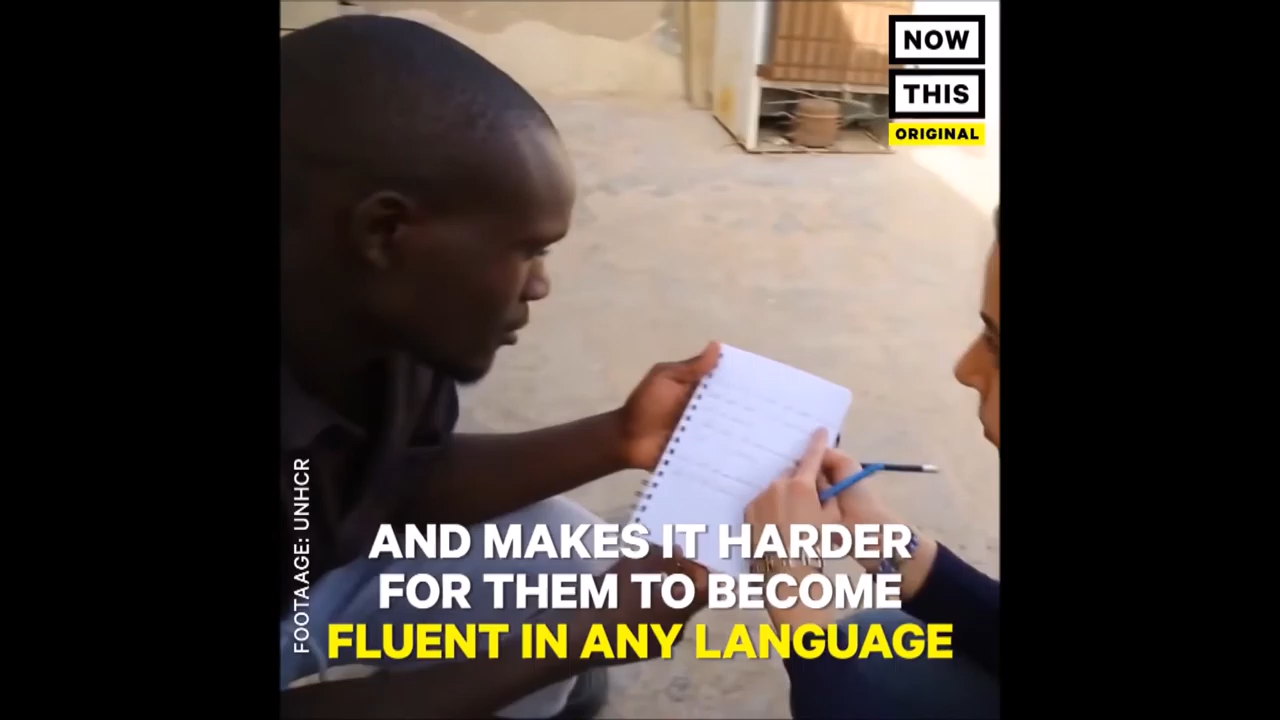 NOW
THIS
ORIGINAL
FOOTAAGE: UNHCR
AND MAKES IT HARDER
FOR THEM TO BECOME
FLUENT IN ANY LANGUAGE